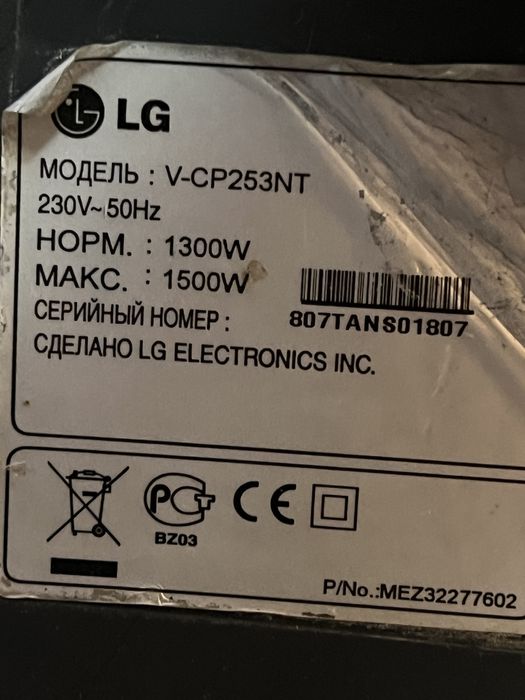 LG
МОДЕЛЬ : V-CP253NT
230V~50Hz
НОРМ. : 1300W
МАКС. : 1500W
СЕРИЙНЫЙ НОМЕР : 807TANS01807
СДЕЛАНО LG ELECTRONICS INC.
РСТ CE
BZ03
P/No.:MEZ32277602